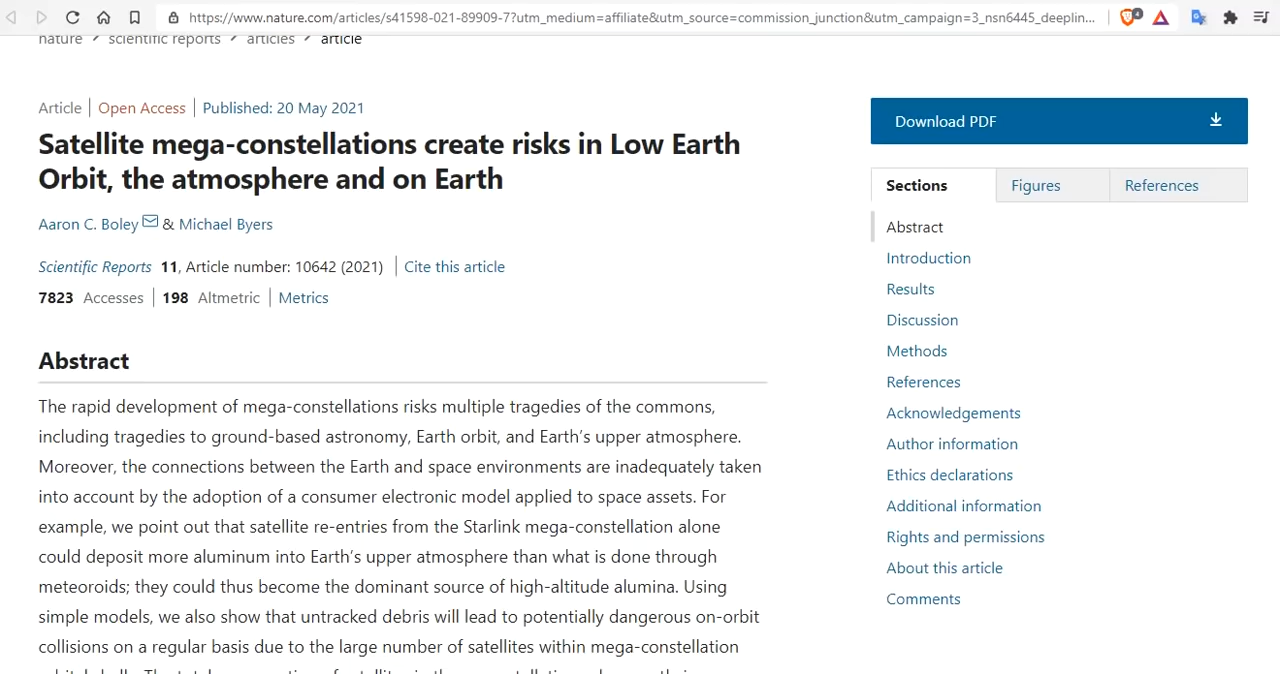 https://www.nature.com/articles/s41598-021-89909-7?utm_medium=affiliate&utm_source=commission_junction&utm_campaign=3_nsn6445_deeplin...
4
nature scientific reports articles article
Article Open Access Published: 20 May 2021
Satellite mega-constellations create risks in Low Earth
Orbit, the atmosphere and on Earth
Aaron C. Boley & Michael Byers
Scientific Reports 11, Article number: 10642 (2021) Cite this article
7823 Accesses 198 Altmetric Metrics
Abstract
The rapid development of mega-constellations risks multiple tragedies of the commons,
including tragedies to ground-based astronomy, Earth orbit, and Earth's upper atmosphere.
Moreover, the connections between the Earth and space environments are inadequately taken
into account by the adoption of a consumer electronic model applied to space assets. For
example, we point out that satellite re-entries from the Starlink mega-constellation alone
could deposit more aluminum into Earth's upper atmosphere than what is done through
meteoroids; they could thus become the dominant source of high-altitude alumina. Using
simple models, we also show that untracked debris will lead to potentially dangerous on-orbit
collisions on a regular basis due to the large number of satellites within mega-constellation
Download PDF
Sections Figures References
Abstract
Introduction
Results
Discussion
Methods
References
Acknowledgements
Author information
Ethics declarations
Additional information
Rights and permissions
About this article
Comments